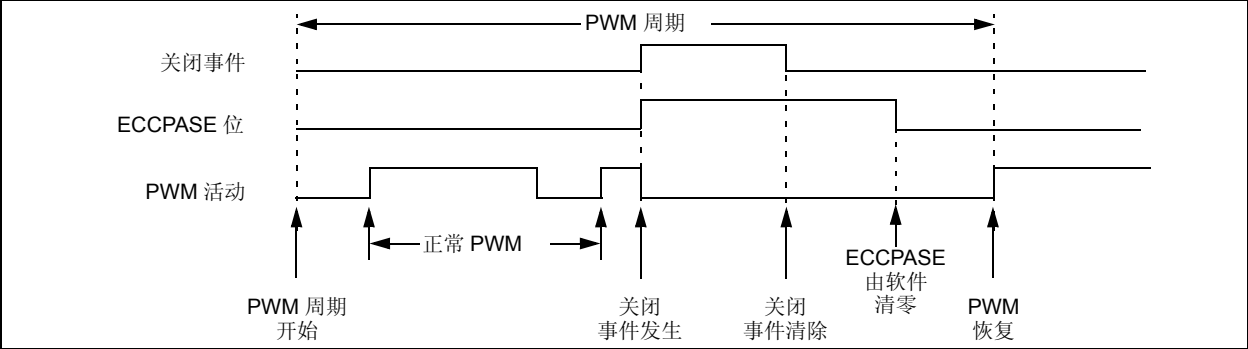 PWM 周期
关闭事件
ECCPASE 位
PWM 活动
正常 PWM
PWM 周期
开始
关闭
事件发生
关闭
事件清除
ECCPASE
由软件
清零
PWM
恢复